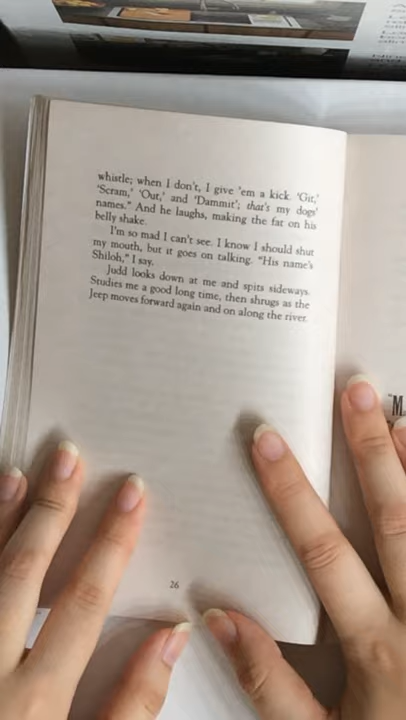 whistle; when I don't, I give 'em a kick. 'Git,'
'Scram,' 'Out,' and 'Dammit'; that's my dogs'
names." And he laughs, making the fat on his
belly shake.
I'm so mad I can't see. I know I should shut
my mouth, but it goes on talking. "His name's
Shiloh," I say.
Judd looks down at me and spits sideways.
Studies me a good long time, then shrugs as the
Jeep moves forward again and on along the river.
26
"M